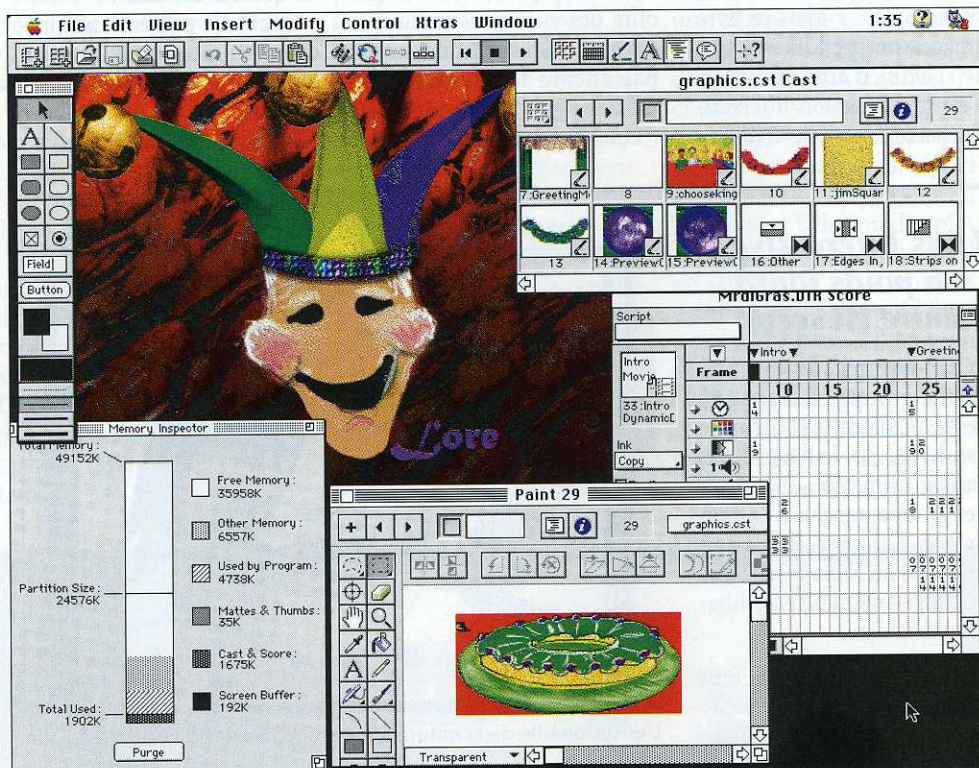 File Edit View Insert Modify Control Xtras Window 1:35
graphics.cst Cast
29
7:GreetingM
8
9:chooseking
10
11:jimSquar
12
13
14:Preview
15:Preview
16:Other
17:Edges In,
18:Strips on
A
Field
Button
Lore
MrdiGras.DIR Score
Script
Intro
Movie
33:Intro
Ink
Copy
Frame
Intro
Greetin
10 15 20 25
Memory Inspector
Total Memory:
49152K
Partition Size:
24576K
Total Used:
1902K
Free Memory:
35958K
Other Memory:
6557K
Used by Program:
4738K
Mattes & Thumbs:
35K
Cast & Score:
1675K
Screen Buffer:
192K
Purge
Paint 29
29 graphics.cst
A
Transparent